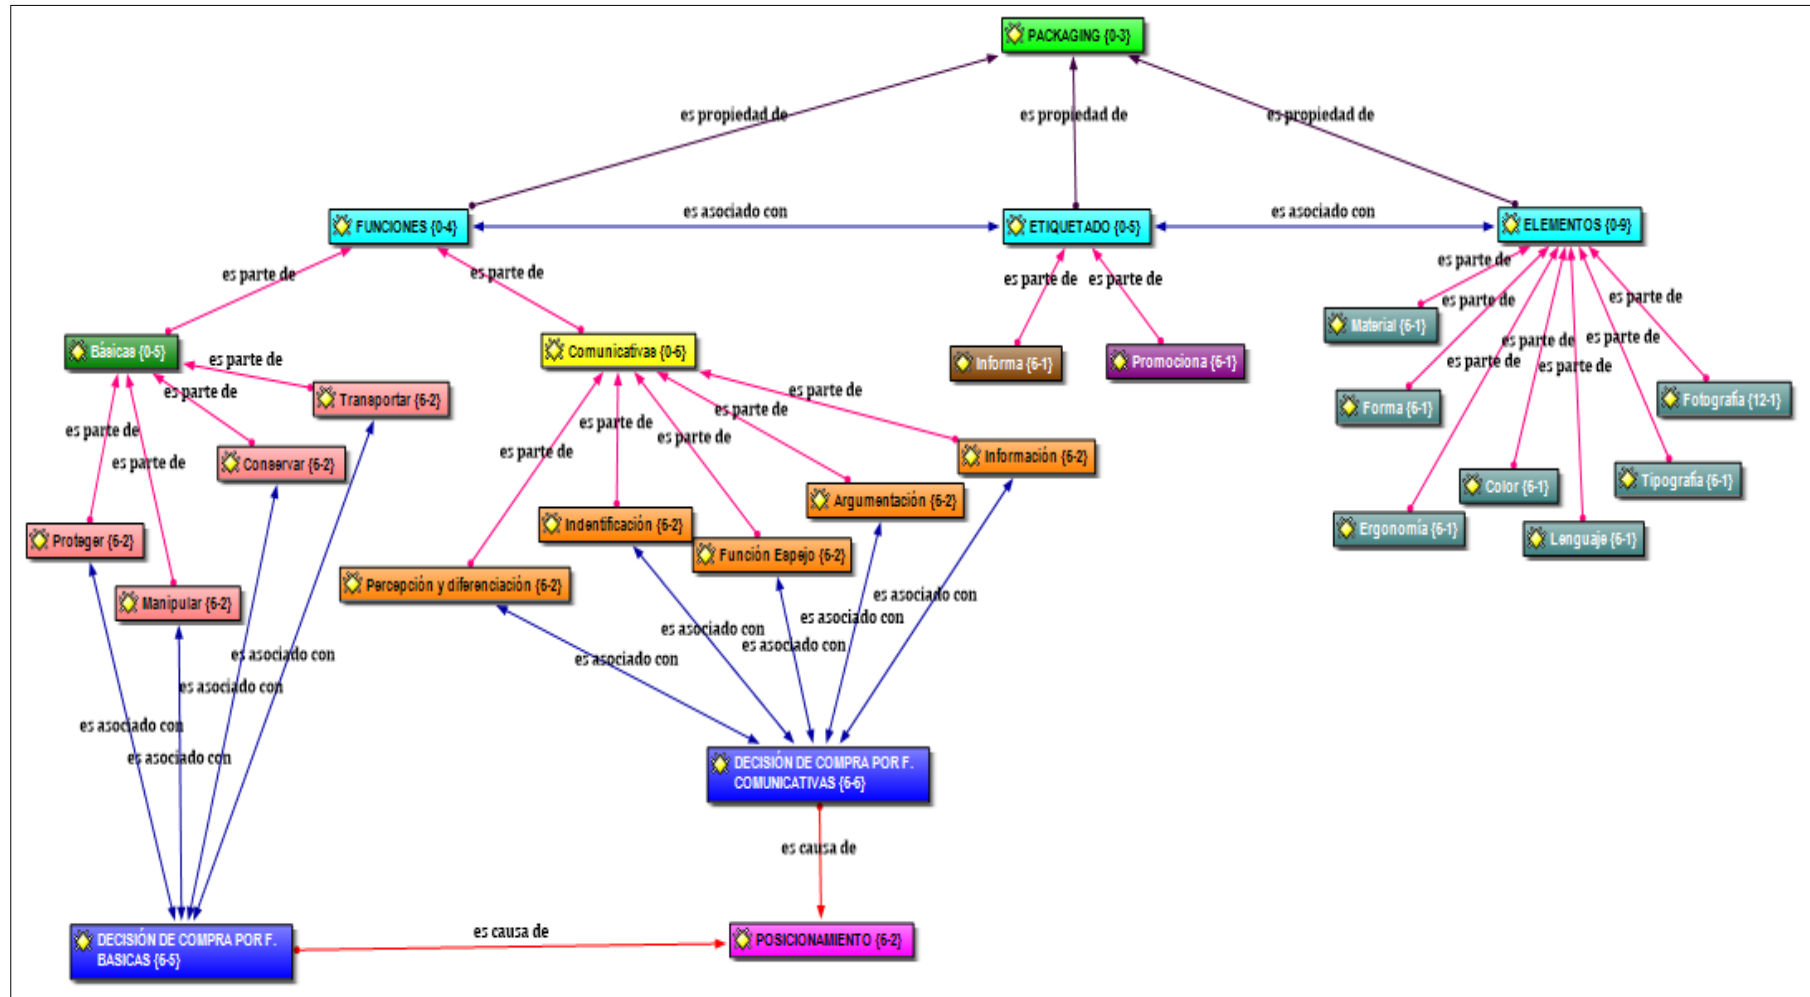 PACKAGING {0-3}
es propiedad de
es propiedad de
es propiedad de
FUNCIONES {0-4}
es asociado con
ETIQUETADO {0-5}
es asociado con
ELEMENTOS {0-9}
es parte de
es parte de
es parte de
es parte de
es parte de
es parte de
es parte de
es parte de
es parte de
es parte de
es parte de
Básicas {0-5}
Comunicativas {0-6}
Informa {6-1}
Promociona {6-1}
Material {6-1}
Forma {6-1}
Fotografía {12-1}
Color {6-1}
Tipografía {6-1}
Ergonomía {6-1}
Lenguaje {6-1}
es parte de
es parte de
es parte de
es parte de
Transportar {6-2}
Conservar {6-2}
Proteger {6-2}
Manipular {6-2}
es parte de
es parte de
es parte de
es parte de
es parte de
Información {6-2}
Argumentación {6-2}
Indentificación {6-2}
Función Espejo {6-2}
Percepción y diferenciación {6-2}
es asociado con
es asociado con
es asociado con
es asociado con
es asociado con
es asociado con
es asociado con
es asociado con
es asociado con
DECISIÓN DE COMPRA POR F.
COMUNICATIVAS {6-6}
es causa de
DECISIÓN DE COMPRA POR F.
BASICAS {6-5}
es causa de
POSICIONAMIENTO {6-2}